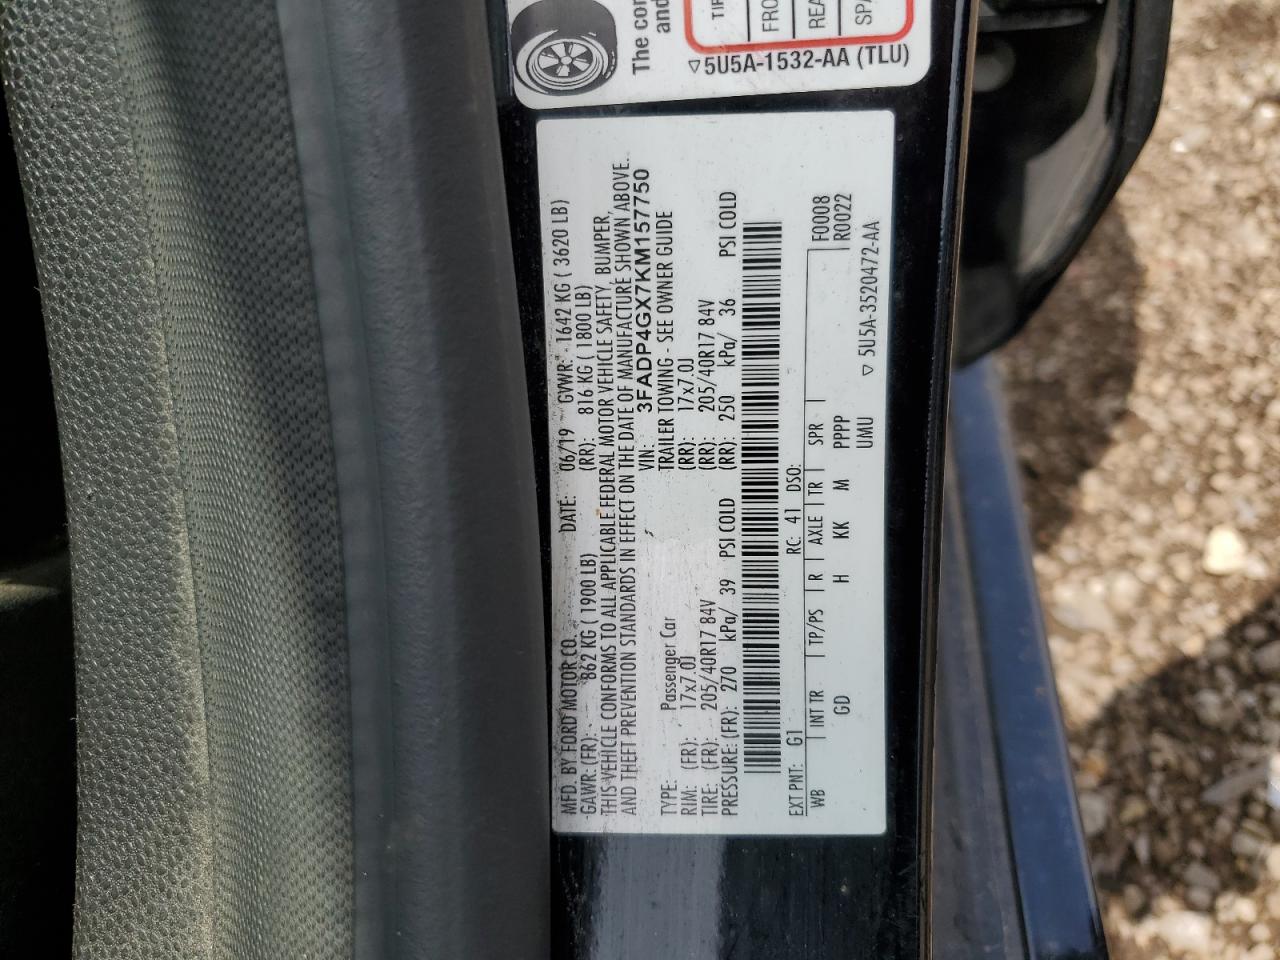 MFD. BY FORD MOTOR CO. DATE: 06/19 GVWR: 1642 KG ( 3620 LB)
GAWR: (FR): 862 KG ( 1900 LB) (RR): 816 KG ( 1800 LB)
THIS VEHICLE CONFORMS TO ALL APPLICABLE FEDERAL MOTOR VEHICLE SAFETY, BUMPER,
AND THEFT PREVENTION STANDARDS IN EFFECT ON THE DATE OF MANUFACTURE SHOWN ABOVE.
VIN: 3FADP4GX7KM157750
TYPE: Passenger Car TRAILER TOWING - SEE OWNER GUIDE
RIM: (FR): 17x7.0J (RR): 17x7.0J
TIRE: (FR): 205/40R17 84V (RR): 205/40R17 84V
PRESSURE: (FR): 270 kPa/ 39 PSI COLD (RR): 250 kPa/ 36 PSI COLD
EXT PNT: G1 RC: 41 DSO: F0008
WB INT TR TP/PS R AXLE TR SPR R0022
GD H KK M PPPP
UMU
▽ 5U5A-3520472-AA
The
and
FRO
REA
▽5U5A-1532-AA (TLU)